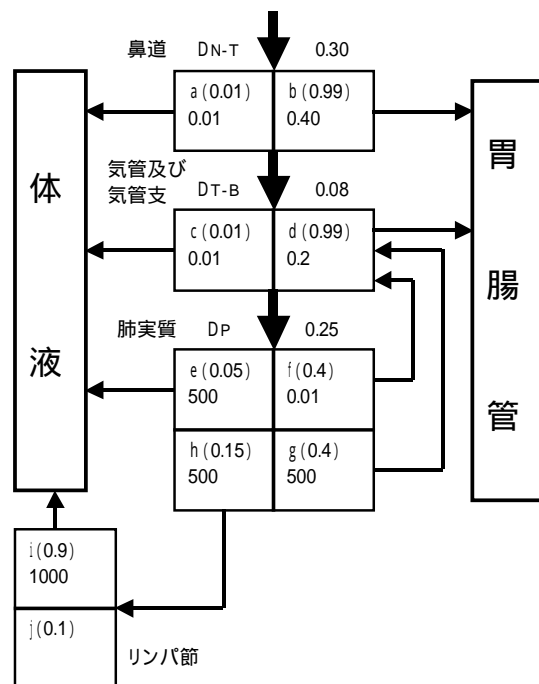 鼻道 DN-T 0.30
a(0.01) b(0.99)
0.01 0.40
気管及び
気管支 DT-B 0.08
c(0.01) d(0.99)
0.01 0.2
肺実質 DP 0.25
e(0.05) f(0.4)
500 0.01
h(0.15) g(0.4)
500 500
体
液
胃
腸
管
i(0.9)
1000
j(0.1)
リンパ節